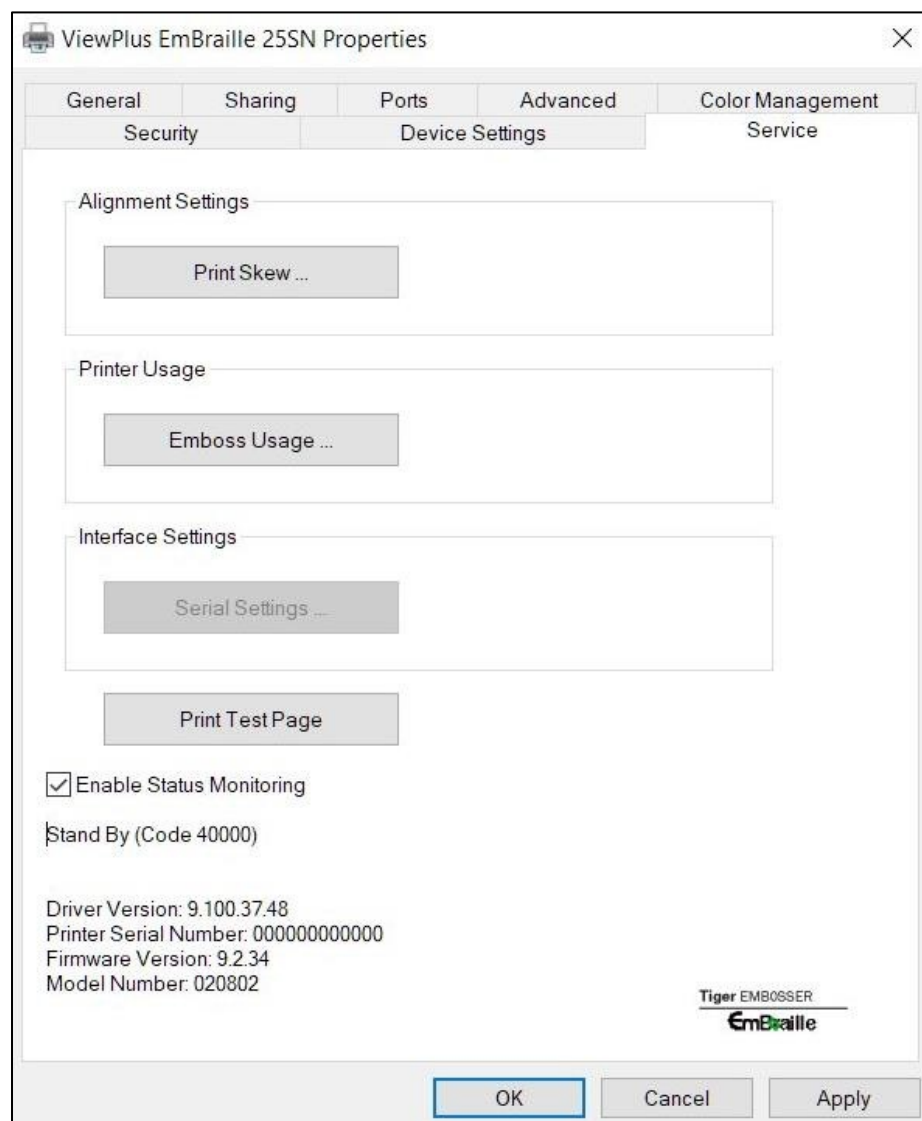 ViewPlus EmBraille 25SN Properties
General Sharing Ports Advanced Color Management
Security Device Settings Service
Alignment Settings
Print Skew ...
Printer Usage
Emboss Usage ...
Interface Settings
Serial Settings ...
Print Test Page
Enable Status Monitoring
Stand By (Code 40000)
Driver Version: 9.100.37.48
Printer Serial Number: 000000000000
Firmware Version: 9.2.34
Model Number: 020802
Tiger EMBOSSER
EmBraille
OK Cancel Apply